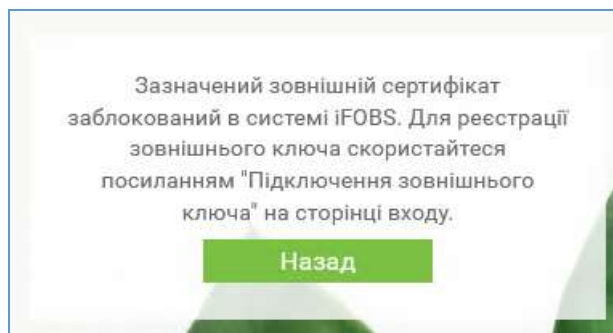 Зазначений зовнішній сертифікат
заблокований в системі iFOBS. Для реєстрації
зовнішнього ключа скористайтеся
посиланням "Підключення зовнішнього
ключа" на сторінці входу.
Назад